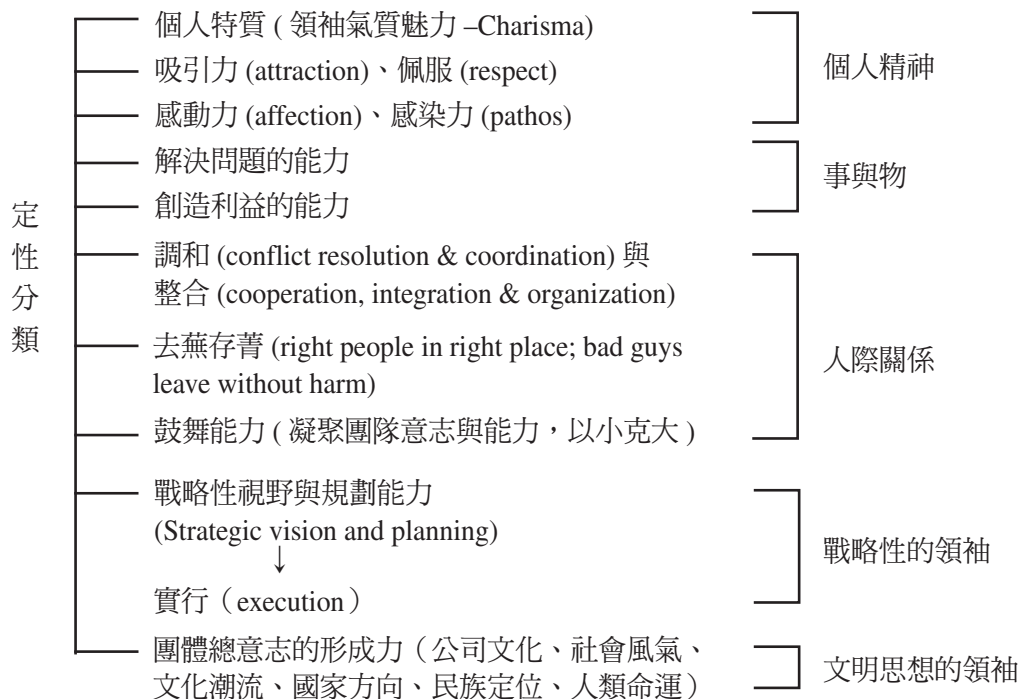 定性分類
個人特質 ( 領袖氣質魅力 –Charisma)
吸引力 (attraction)、佩服 (respect)
感動力 (affection)、感染力 (pathos)
個人精神
解決問題的能力
創造利益的能力
事與物
調和 (conflict resolution & coordination) 與
整合 (cooperation, integration & organization)
去蕪存菁 (right people in right place; bad guys
leave without harm)
鼓舞能力 ( 凝聚團隊意志與能力，以小克大 )
人際關係
戰略性視野與規劃能力
(Strategic vision and planning)
↓
實行（execution）
戰略性的領袖
團體總意志的形成力（公司文化、社會風氣、
文化潮流、國家方向、民族定位、人類命運）
文明思想的領袖